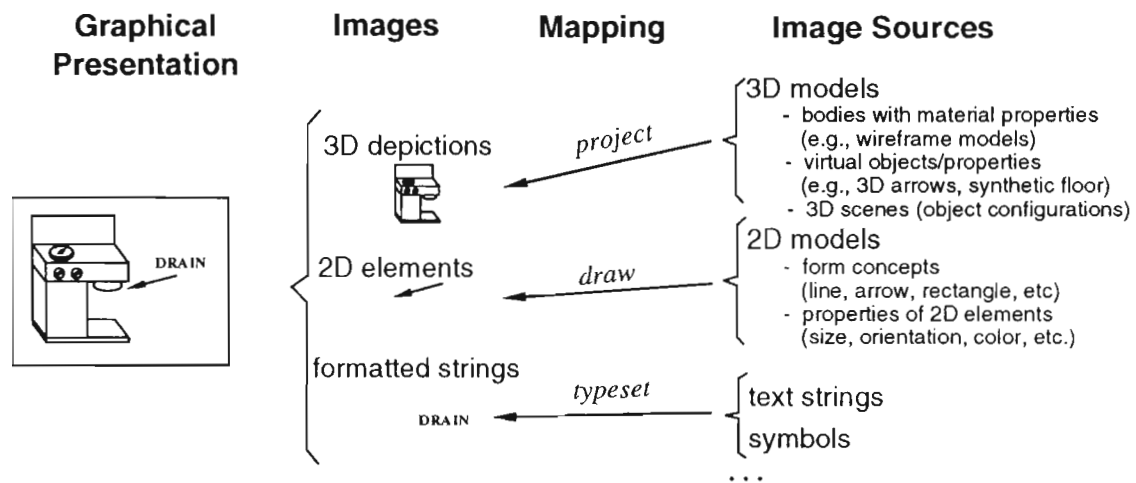 Graphical
Presentation
Images
Mapping
Image Sources
DRAIN
3D depictions
2D elements
formatted strings
DRAIN
project
draw
typeset
3D models
- bodies with material properties
(e.g., wireframe models)
- virtual objects/properties
(e.g., 3D arrows, synthetic floor)
- 3D scenes (object configurations)
2D models
- form concepts
(line, arrow, rectangle, etc)
- properties of 2D elements
(size, orientation, color, etc.)
text strings
symbols
. . .